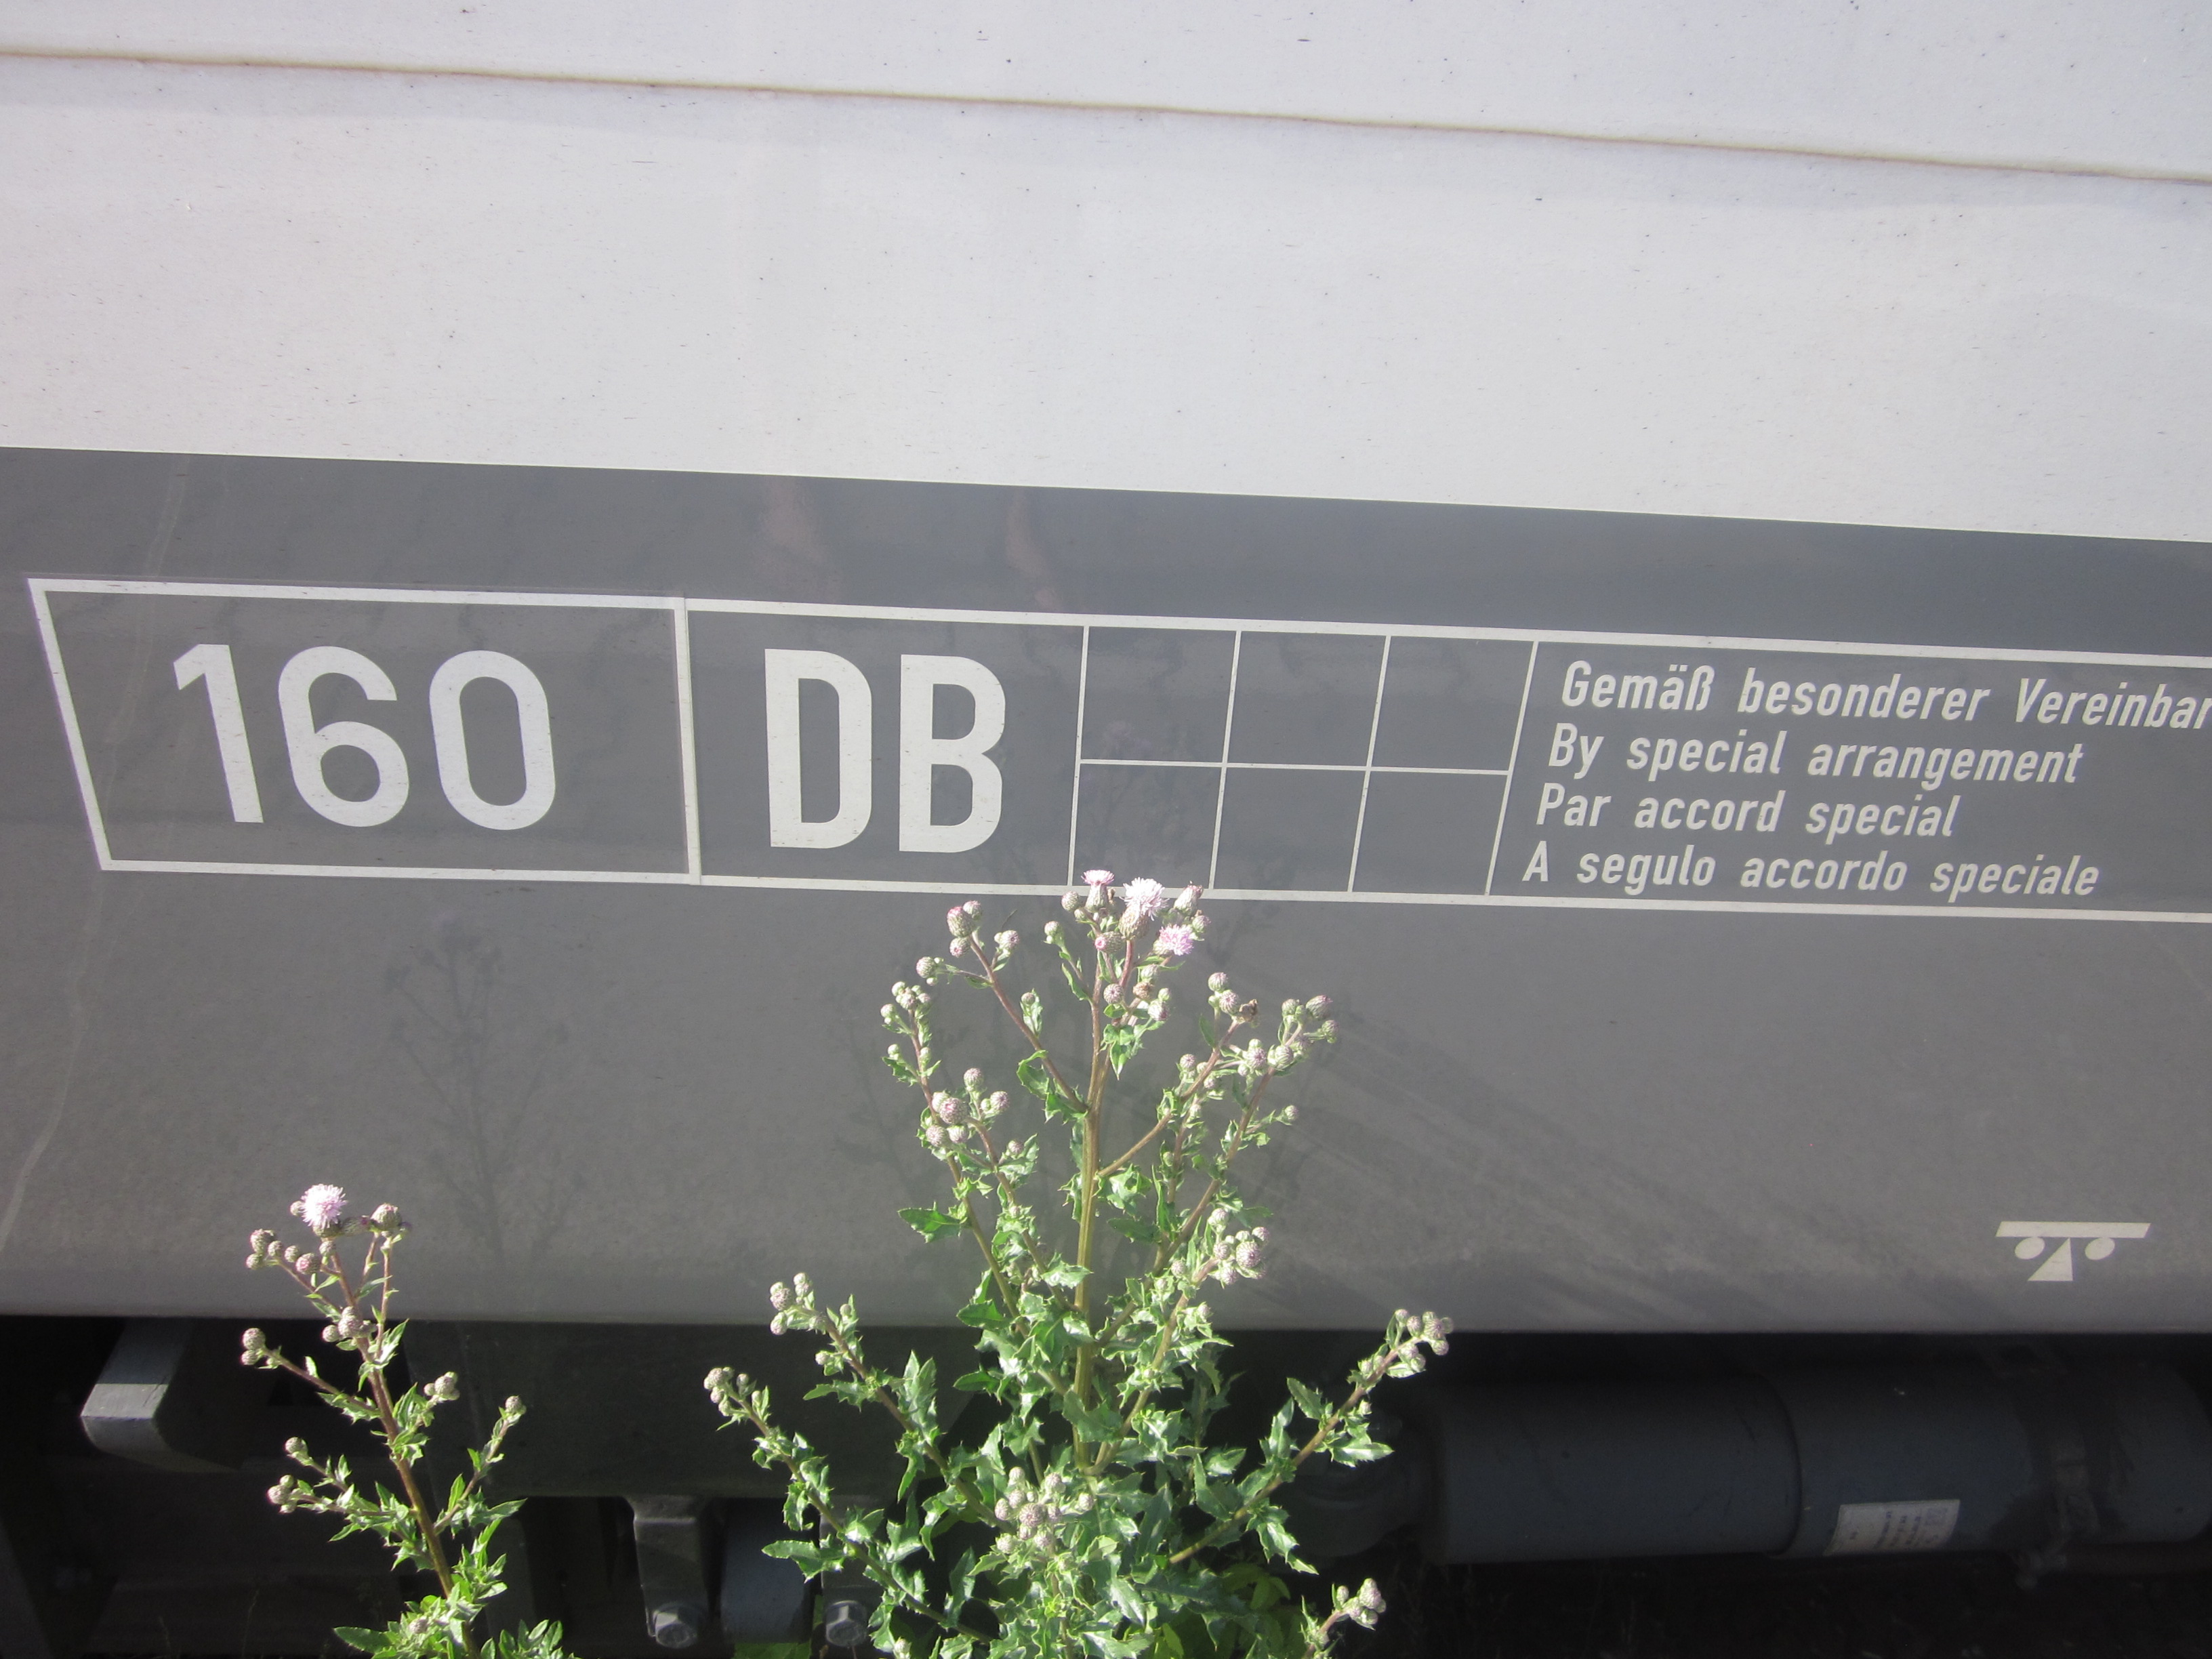 160
DB
Gemäß besonderer Vereinbar
By special arrangement
Par accord special
A segulo accordo speciale